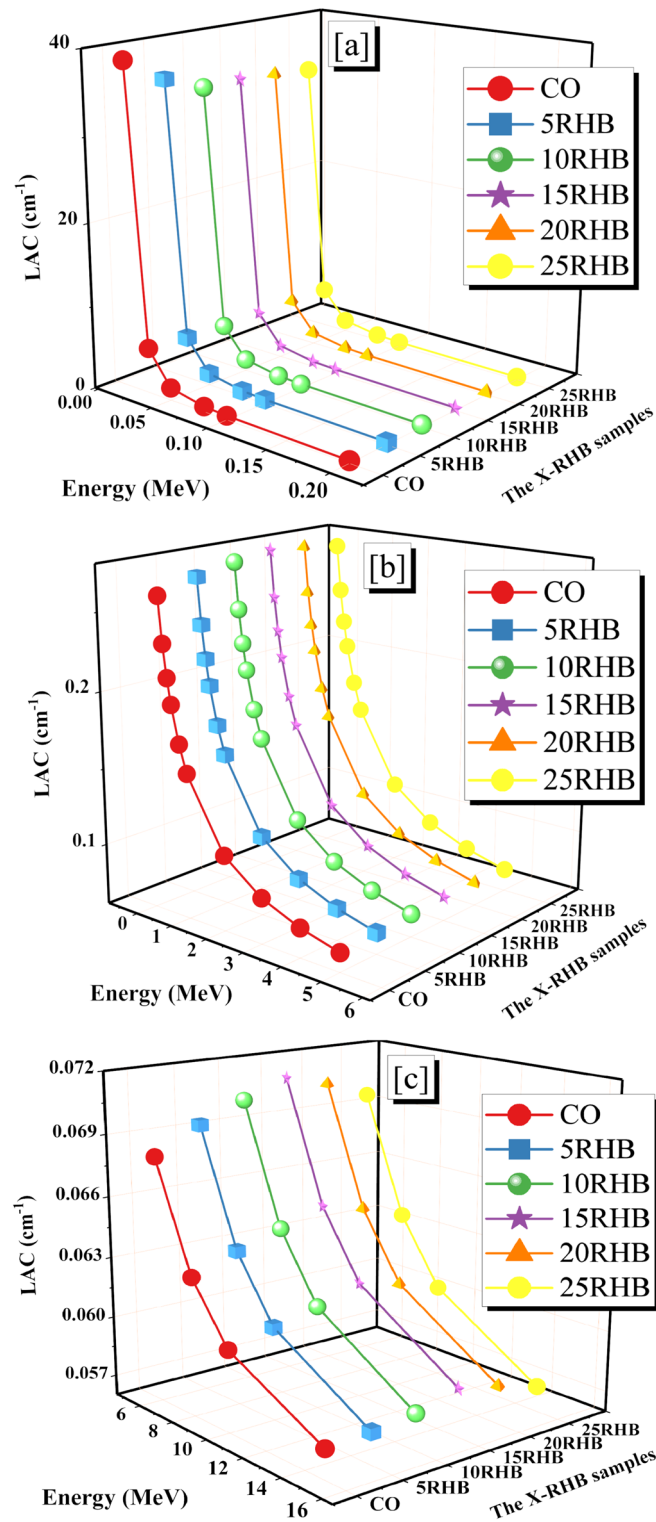 [a]
40
20
0
LAC (cm-1)
0.00
0.05
0.10
0.15
0.20
Energy (MeV)
CO
5RHB
10RHB
15RHB
20RHB
25RHB
The X-RHB samples
CO
5RHB
10RHB
15RHB
20RHB
25RHB
[b]
0.2
0.1
LAC (cm-1)
0
1
2
3
4
5
6
Energy (MeV)
CO
5RHB
10RHB
15RHB
20RHB
25RHB
The X-RHB samples
CO
5RHB
10RHB
15RHB
20RHB
25RHB
[c]
0.072
0.069
0.066
0.063
0.060
0.057
LAC (cm-1)
6
8
10
12
14
16
Energy (MeV)
CO
5RHB
10RHB
15RHB
20RHB
25RHB
The X-RHB samples
CO
5RHB
10RHB
15RHB
20RHB
25RHB